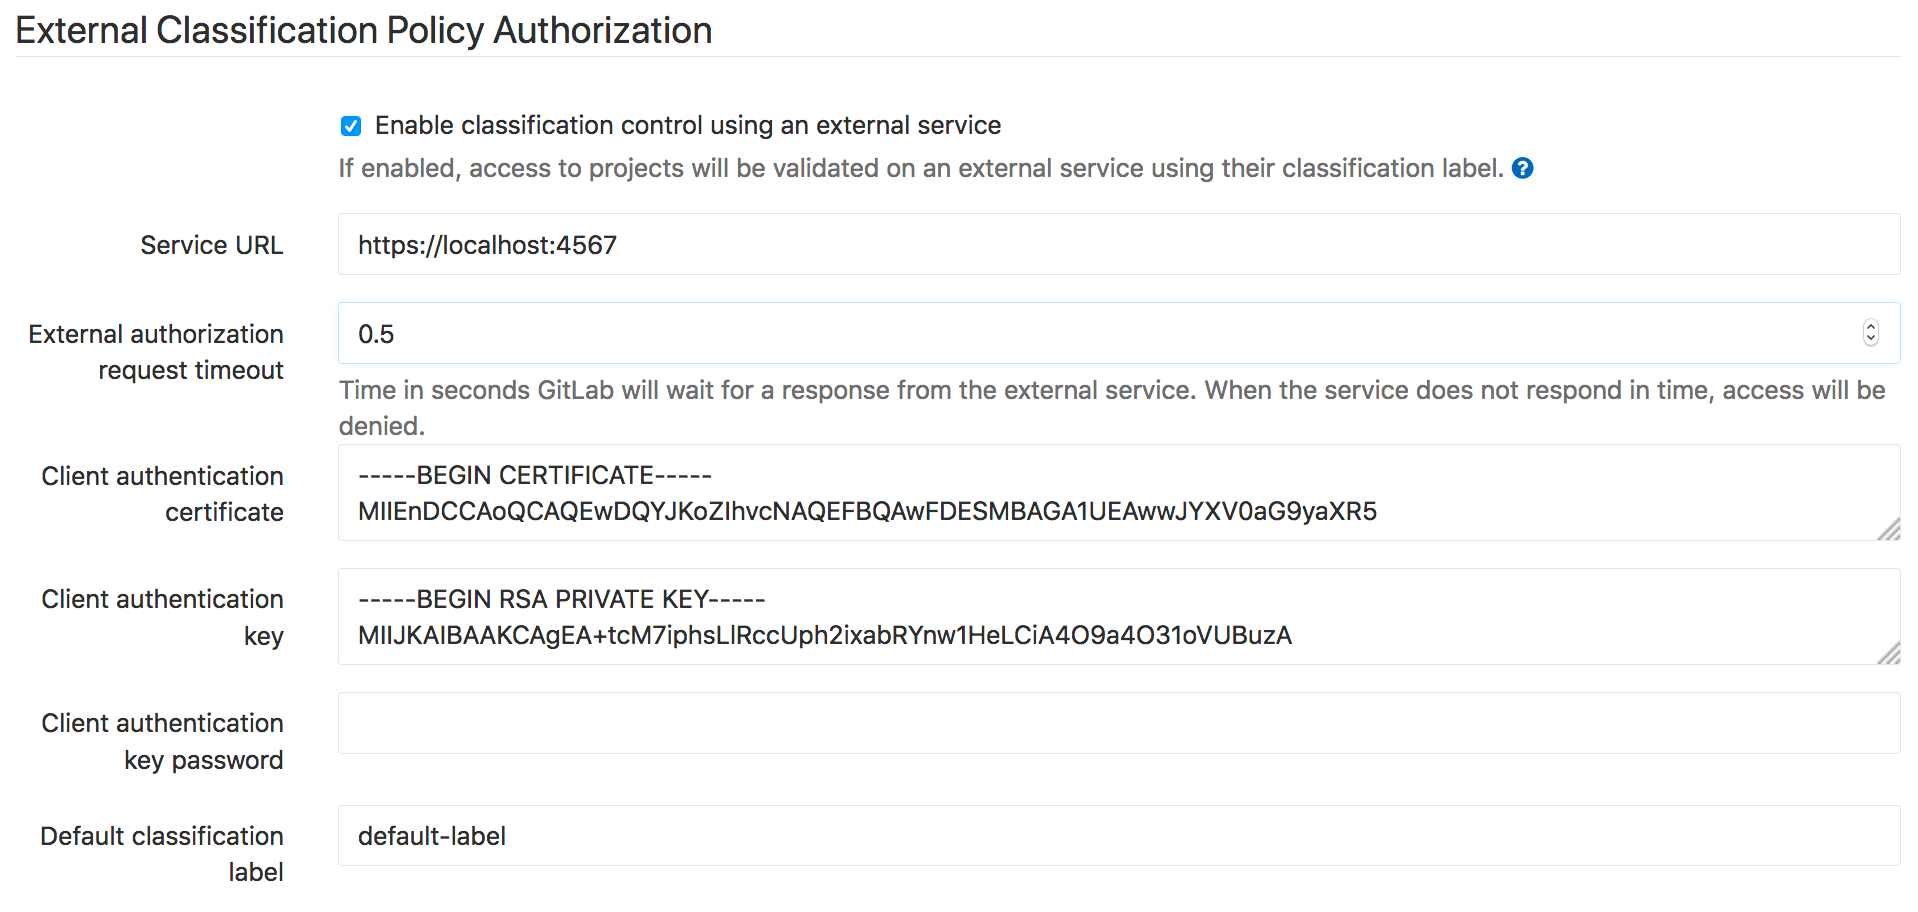 External Classification Policy Authorization
Enable classification control using an external service
If enabled, access to projects will be validated on an external service using their classification label. ?
Service URL
https://localhost:4567
External authorization
request timeout
0.5
Time in seconds GitLab will wait for a response from the external service. When the service does not respond in time, access will be
denied.
Client authentication
certificate
-----BEGIN CERTIFICATE-----
MIIEnDCCAoQCAQEwDQYJKoZIhvcNAQEFBQAwFDESMBAGA1UEAwwJYXV0aG9yaXR5
Client authentication
key
-----BEGIN RSA PRIVATE KEY-----
MIIJKAIBAAKCAgEA+tcM7iphsLlRccUph2ixabRYnw1HeLCiA4O9a4O31oVUBuzA
Client authentication
key password
Default classification
label
default-label